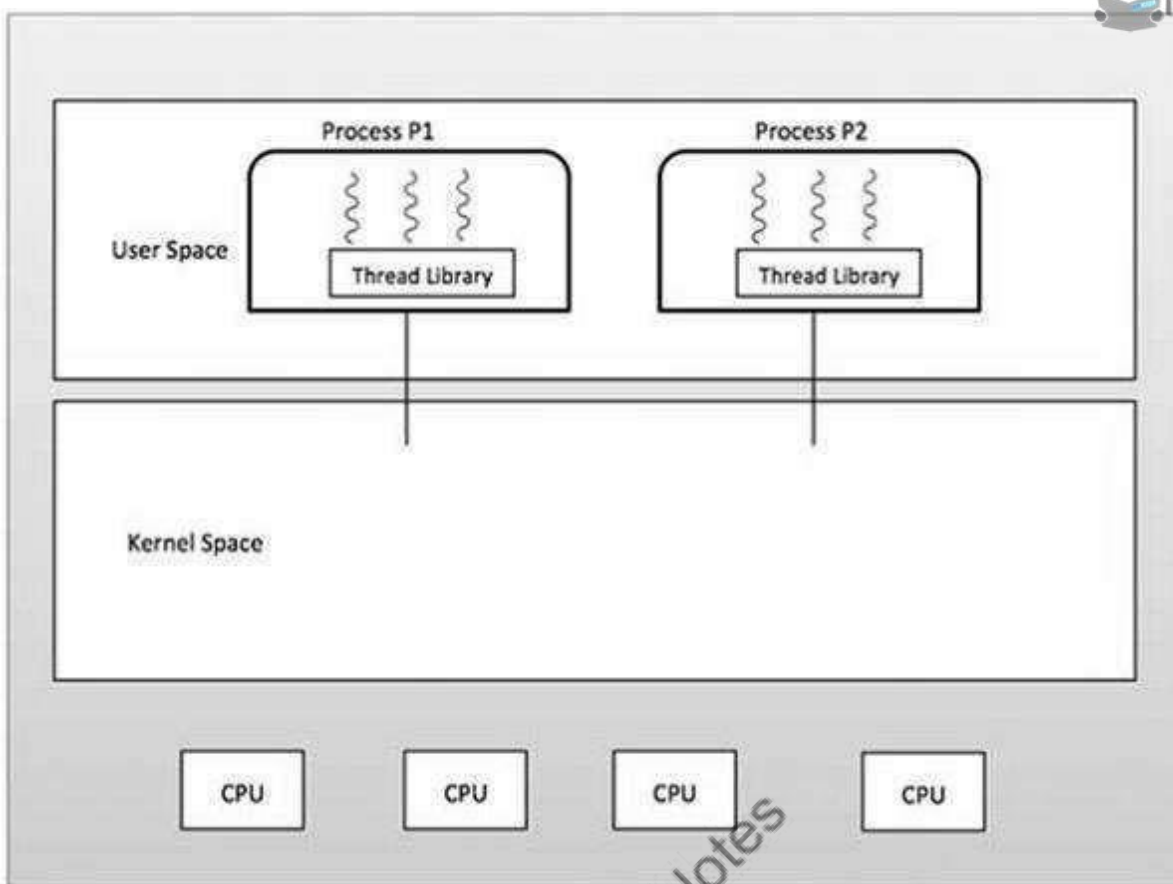 Process P1
Process P2
User Space
Thread Library
Thread Library
Kernel Space
CPU
CPU
CPU
CPU